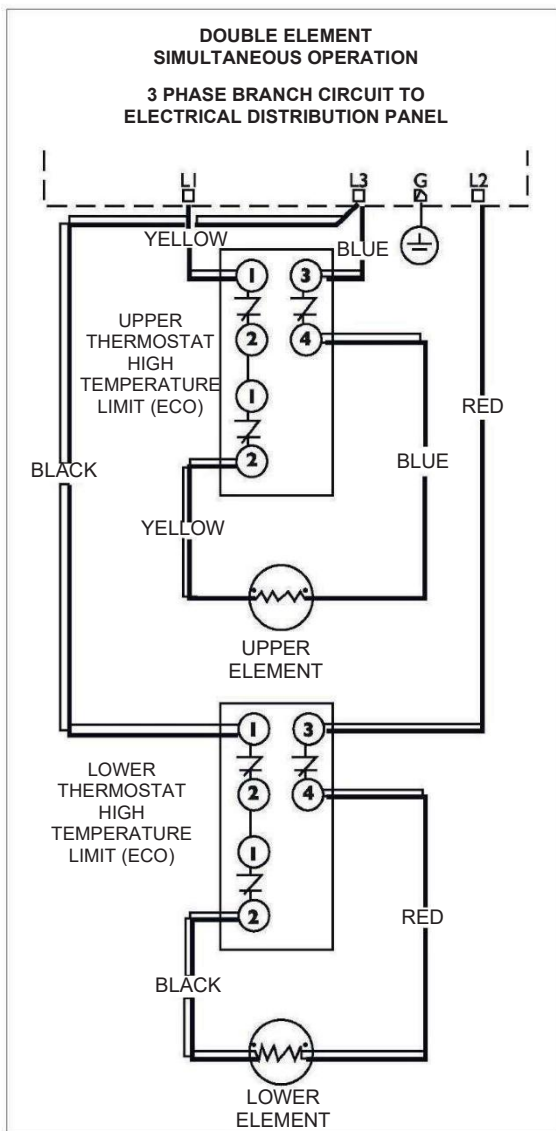 DOUBLE ELEMENT
SIMULTANEOUS OPERATION
3 PHASE BRANCH CIRCUIT TO
ELECTRICAL DISTRIBUTION PANEL
L1
L3
G
L2
YELLOW
BLUE
1
3
UPPER
THERMOSTAT
HIGH
TEMPERATURE
LIMIT (ECO)
2
4
1
RED
BLACK
2
BLUE
YELLOW
UPPER
ELEMENT
1
3
LOWER
THERMOSTAT
HIGH
TEMPERATURE
LIMIT (ECO)
2
4
1
2
RED
BLACK
LOWER
ELEMENT